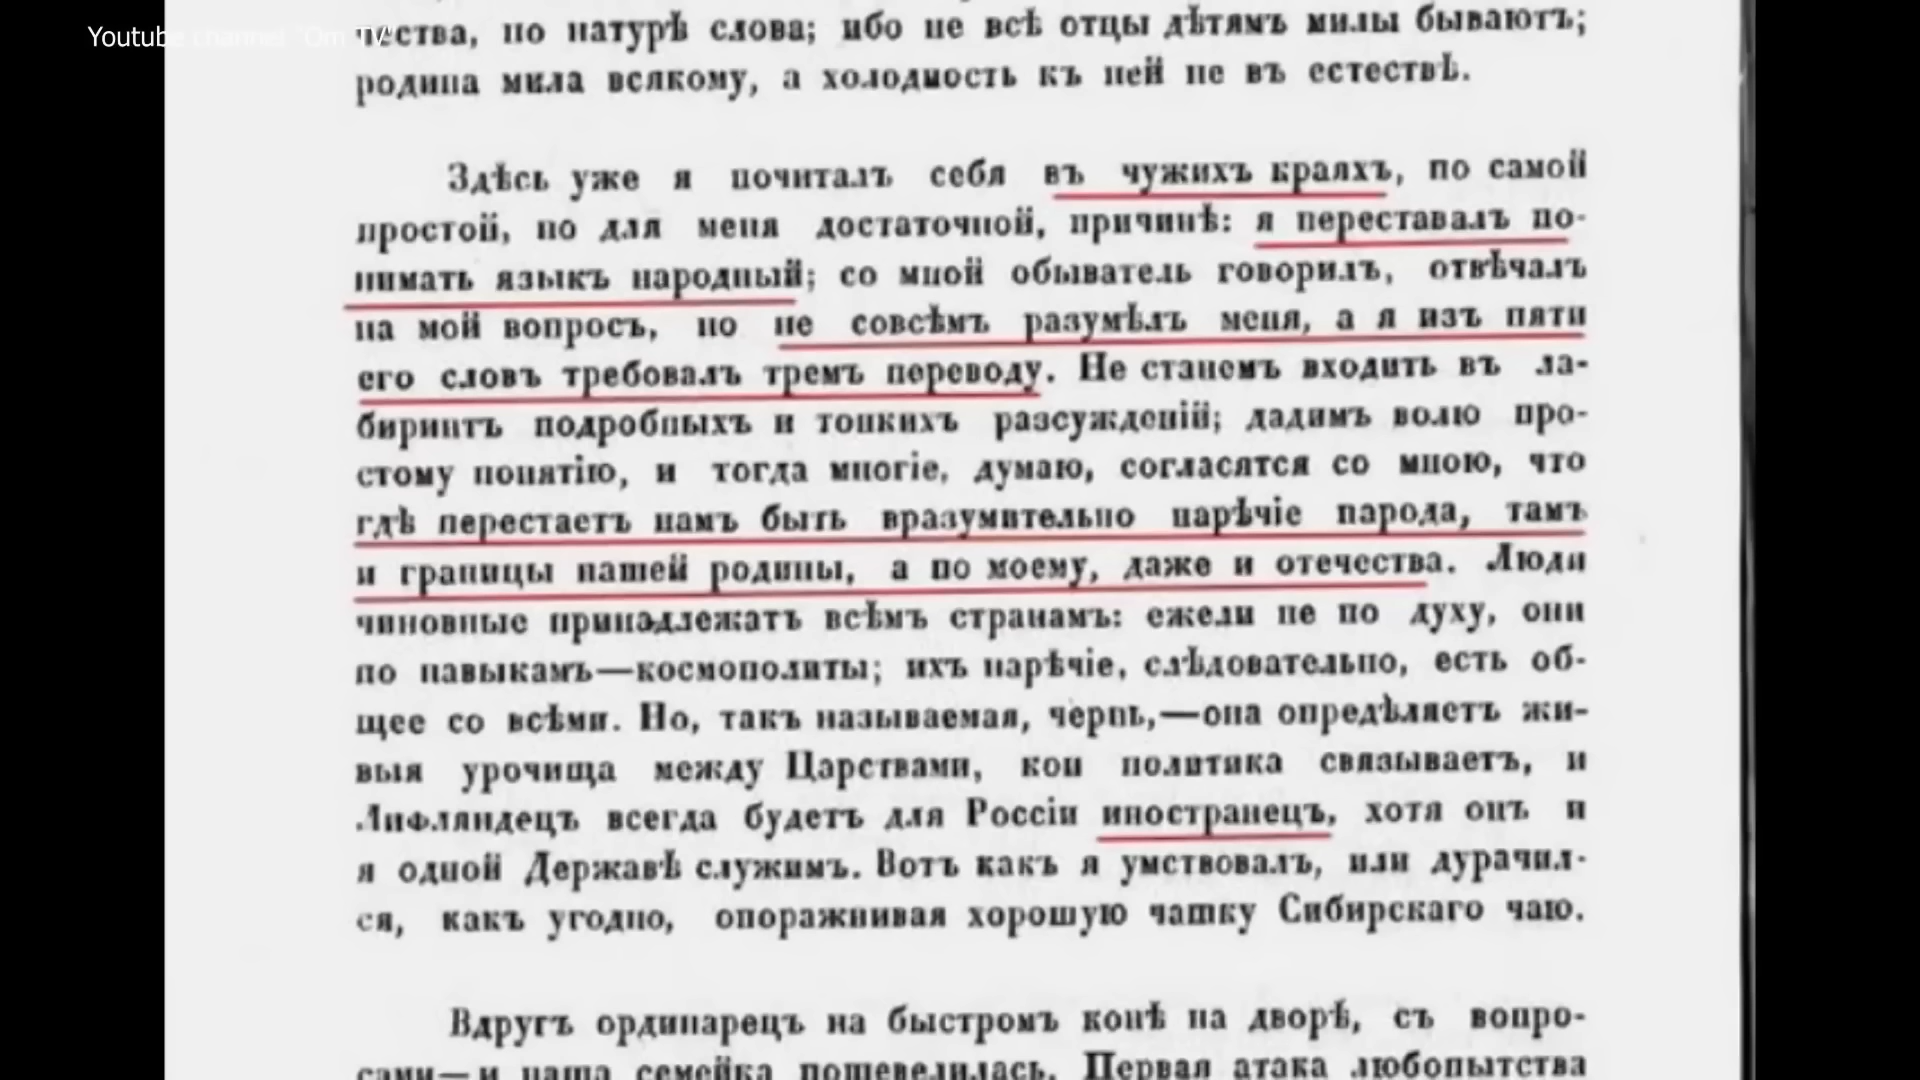 Youtube channel "Om TV"
чества, по натурѣ слова; ибо не всѣ отцы дѣтямъ милы бываютъ;
родина мила всякому, а холодность къ ней не въ естествѣ.
Здѣсь уже я почиталъ себя въ чужихъ краяхъ, по самой
простой, но для меня достаточной, причинѣ: я переставалъ по-
нимать языкъ народный; со мной обыватель говорилъ, отвѣчалъ
на мой вопросъ, но не совсѣмъ разумѣлъ меня, а я изъ пяти
его словъ требовалъ тремъ переводу. Не станемъ входить въ ла-
биринтъ подробныхъ и тонкихъ разсужденій; дадимъ волю про-
стому понятію, и тогда многіе, думаю, согласятся со мною, что
гдѣ перестаетъ намъ быть вразумительно нарѣчіе народа, тамъ
и границы нашей родины, а по моему, даже и отечества. Люди
чиновные принадлежатъ всѣмъ странамъ: ежели не по духу, они
по навыкамъ—космополиты; ихъ нарѣчіе, слѣдовательно, есть об-
щее со всѣми. Но, такъ называемая, чернь,—она опредѣляетъ жи-
выя урочища между Царствами, кои политика связываетъ, и
Лифляндецъ всегда будетъ для Россіи иностранецъ, хотя онъ и
я одной Державѣ служимъ. Вотъ какъ я умствовалъ, или дурачил-
ся, какъ угодно, опоражнивая хорошую чашку Сибирскаго чаю.
Вдругъ ординарецъ на быстромъ конѣ на дворѣ, съ вопро-
сами—и наша семейка пошевелилась. Первая атака любопытства